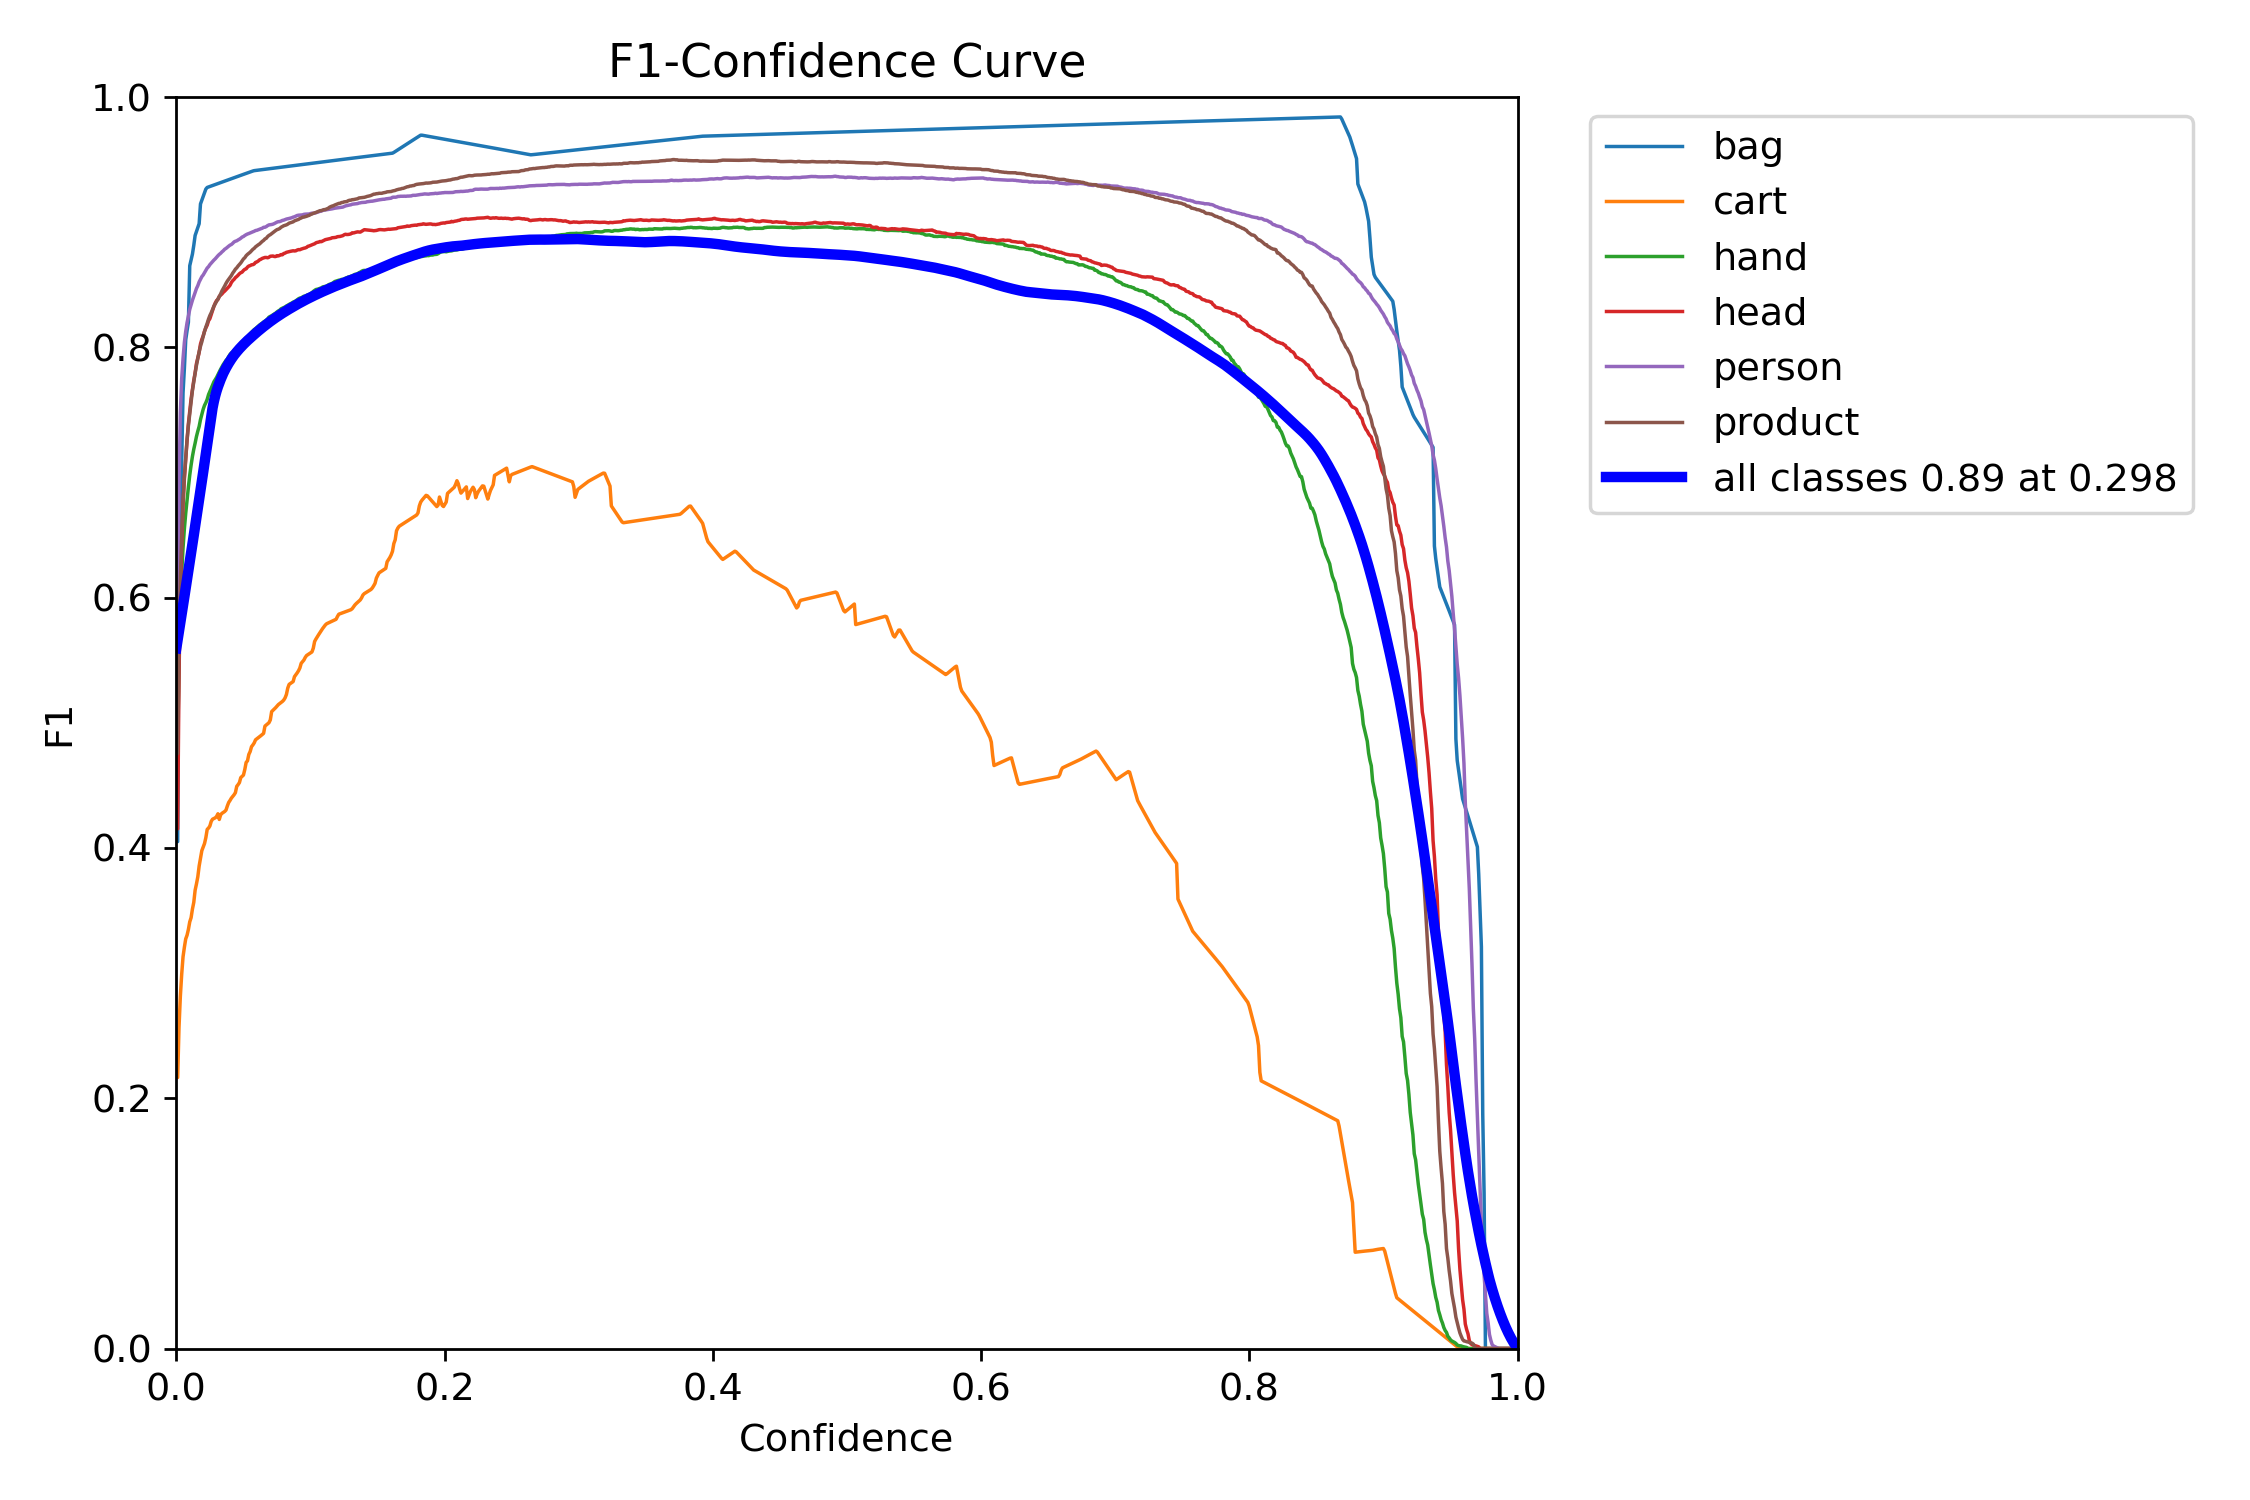 F1-Confidence Curve
1.0
0.8
0.6
0.4
0.2
0.0
F1
0.0 0.2 0.4 0.6 0.8 1.0
Confidence
bag
cart
hand
head
person
product
all classes 0.89 at 0.298